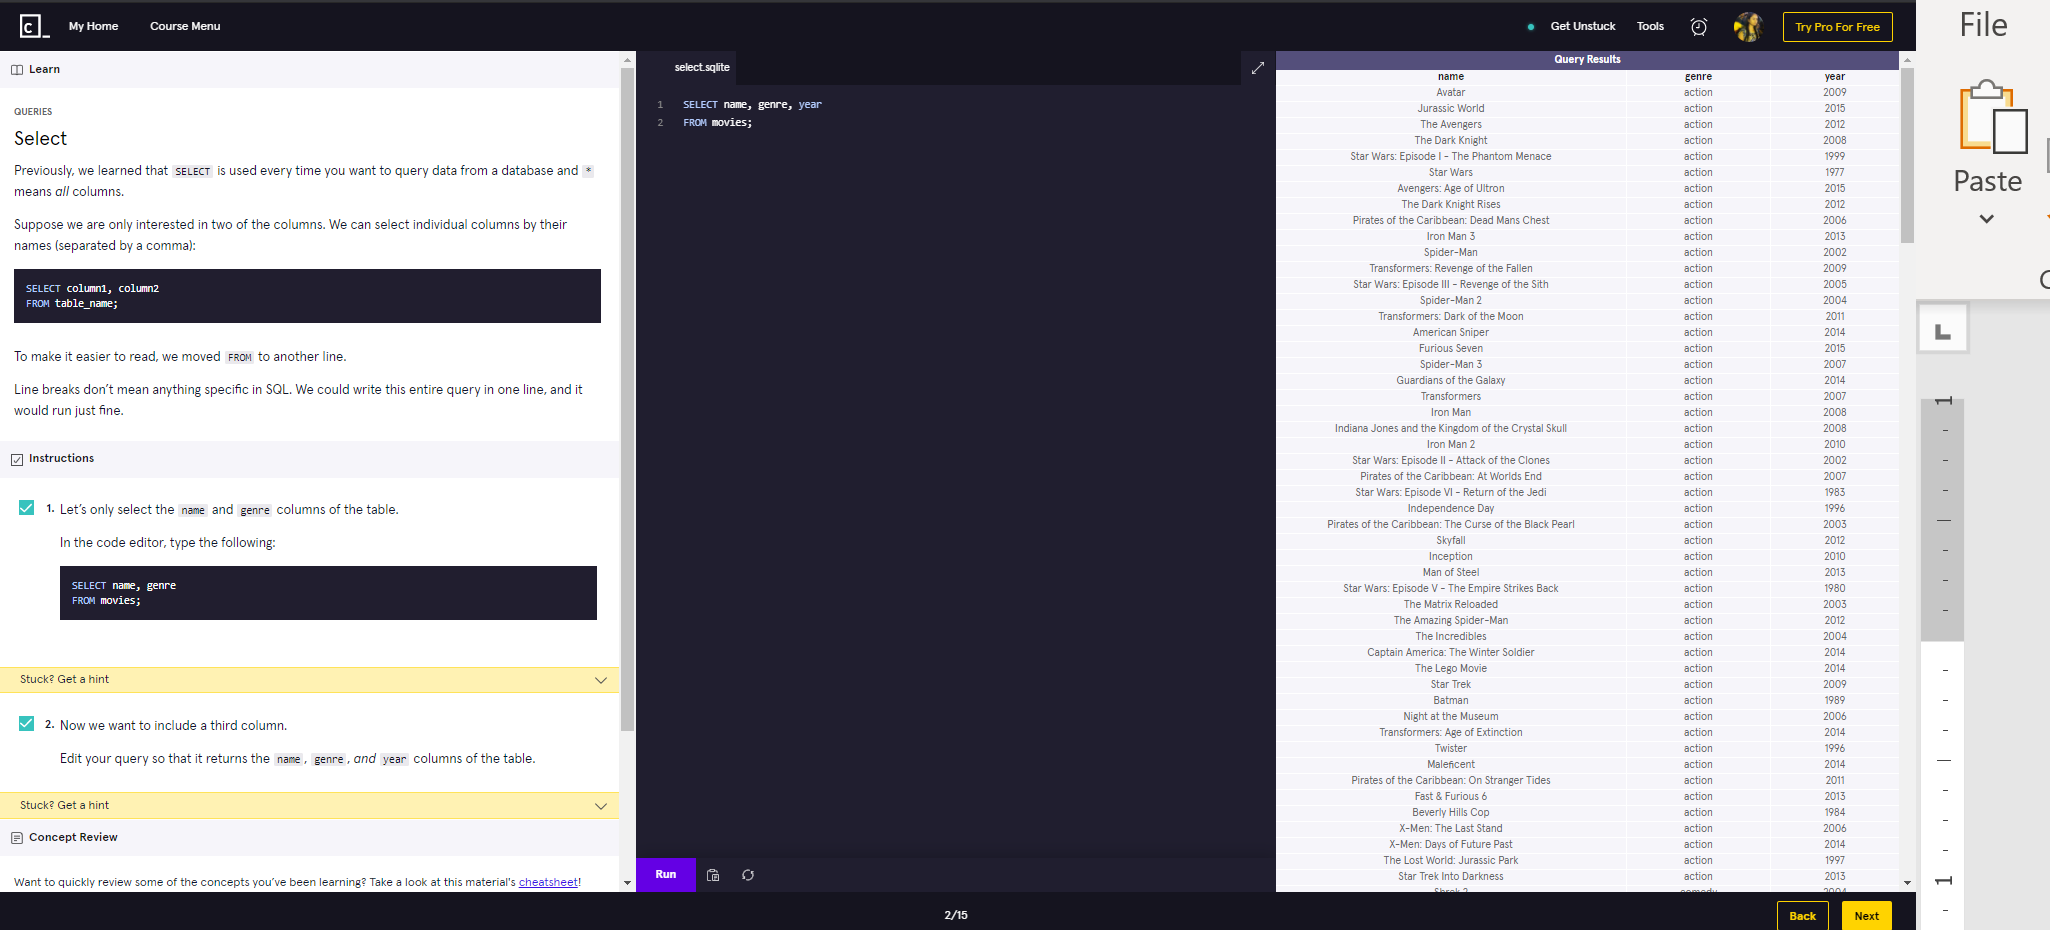 C_
My Home
Course Menu
Get Unstuck
Tools
Try Pro For Free
Learn
QUERIES
Select
Previously, we learned that SELECT is used every time you want to query data from a database and *
means all columns.
Suppose we are only interested in two of the columns. We can select individual columns by their
names (separated by a comma):
SELECT column1, column2
FROM table_name;
To make it easier to read, we moved FROM to another line.
Line breaks don't mean anything specific in SQL. We could write this entire query in one line, and it
would run just fine.
Instructions
1. Let's only select the name and genre columns of the table.
In the code editor, type the following:
SELECT name, genre
FROM movies;
Stuck? Get a hint
2. Now we want to include a third column.
Edit your query so that it returns the name, genre, and year columns of the table.
Stuck? Get a hint
Concept Review
Want to quickly review some of the concepts you've been learning? Take a look at this material's cheatsheet!
select.sqlite
1 SELECT name, genre, year
2 FROM movies;
Run
Query Results
name genre year
Avatar action 2009
Jurassic World action 2015
The Avengers action 2012
The Dark Knight action 2008
Star Wars: Episode I - The Phantom Menace action 1999
Star Wars action 1977
Avengers: Age of Ultron action 2015
The Dark Knight Rises action 2012
Pirates of the Caribbean: Dead Mans Chest action 2006
Iron Man 3 action 2013
Spider-Man action 2002
Transformers: Revenge of the Fallen action 2009
Star Wars: Episode III - Revenge of the Sith action 2005
Spider-Man 2 action 2004
Transformers: Dark of the Moon action 2011
American Sniper action 2014
Furious Seven action 2015
Spider-Man 3 action 2007
Guardians of the Galaxy action 2014
Transformers action 2007
Iron Man action 2008
Indiana Jones and the Kingdom of the Crystal Skull action 2008
Iron Man 2 action 2010
Star Wars: Episode II - Attack of the Clones action 2002
Pirates of the Caribbean: At Worlds End action 2007
Star Wars: Episode VI - Return of the Jedi action 1983
Independence Day action 1996
Pirates of the Caribbean: The Curse of the Black Pearl action 2003
Skyfall action 2012
Inception action 2010
Man of Steel action 2013
Star Wars: Episode V - The Empire Strikes Back action 1980
The Matrix Reloaded action 2003
The Amazing Spider-Man action 2012
The Incredibles action 2004
Captain America: The Winter Soldier action 2014
The Lego Movie action 2014
Star Trek action 2009
Batman action 1989
Night at the Museum action 2006
Transformers: Age of Extinction action 2014
Twister action 1996
Maleficent action 2014
Pirates of the Caribbean: On Stranger Tides action 2011
Fast & Furious 6 action 2013
Beverly Hills Cop action 1984
X-Men: The Last Stand action 2006
X-Men: Days of Future Past action 2014
The Lost World: Jurassic Park action 1997
Star Trek Into Darkness action 2013
Shrek 2 comedy 2004
2/15
Back
Next
File
Paste
1
1